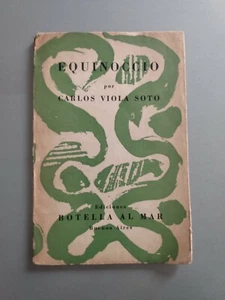 EQUINOCCIO
por
CARLOS VIOLA SOTO
Ediciones
BOTELLA AL MAR
Buenos Aires